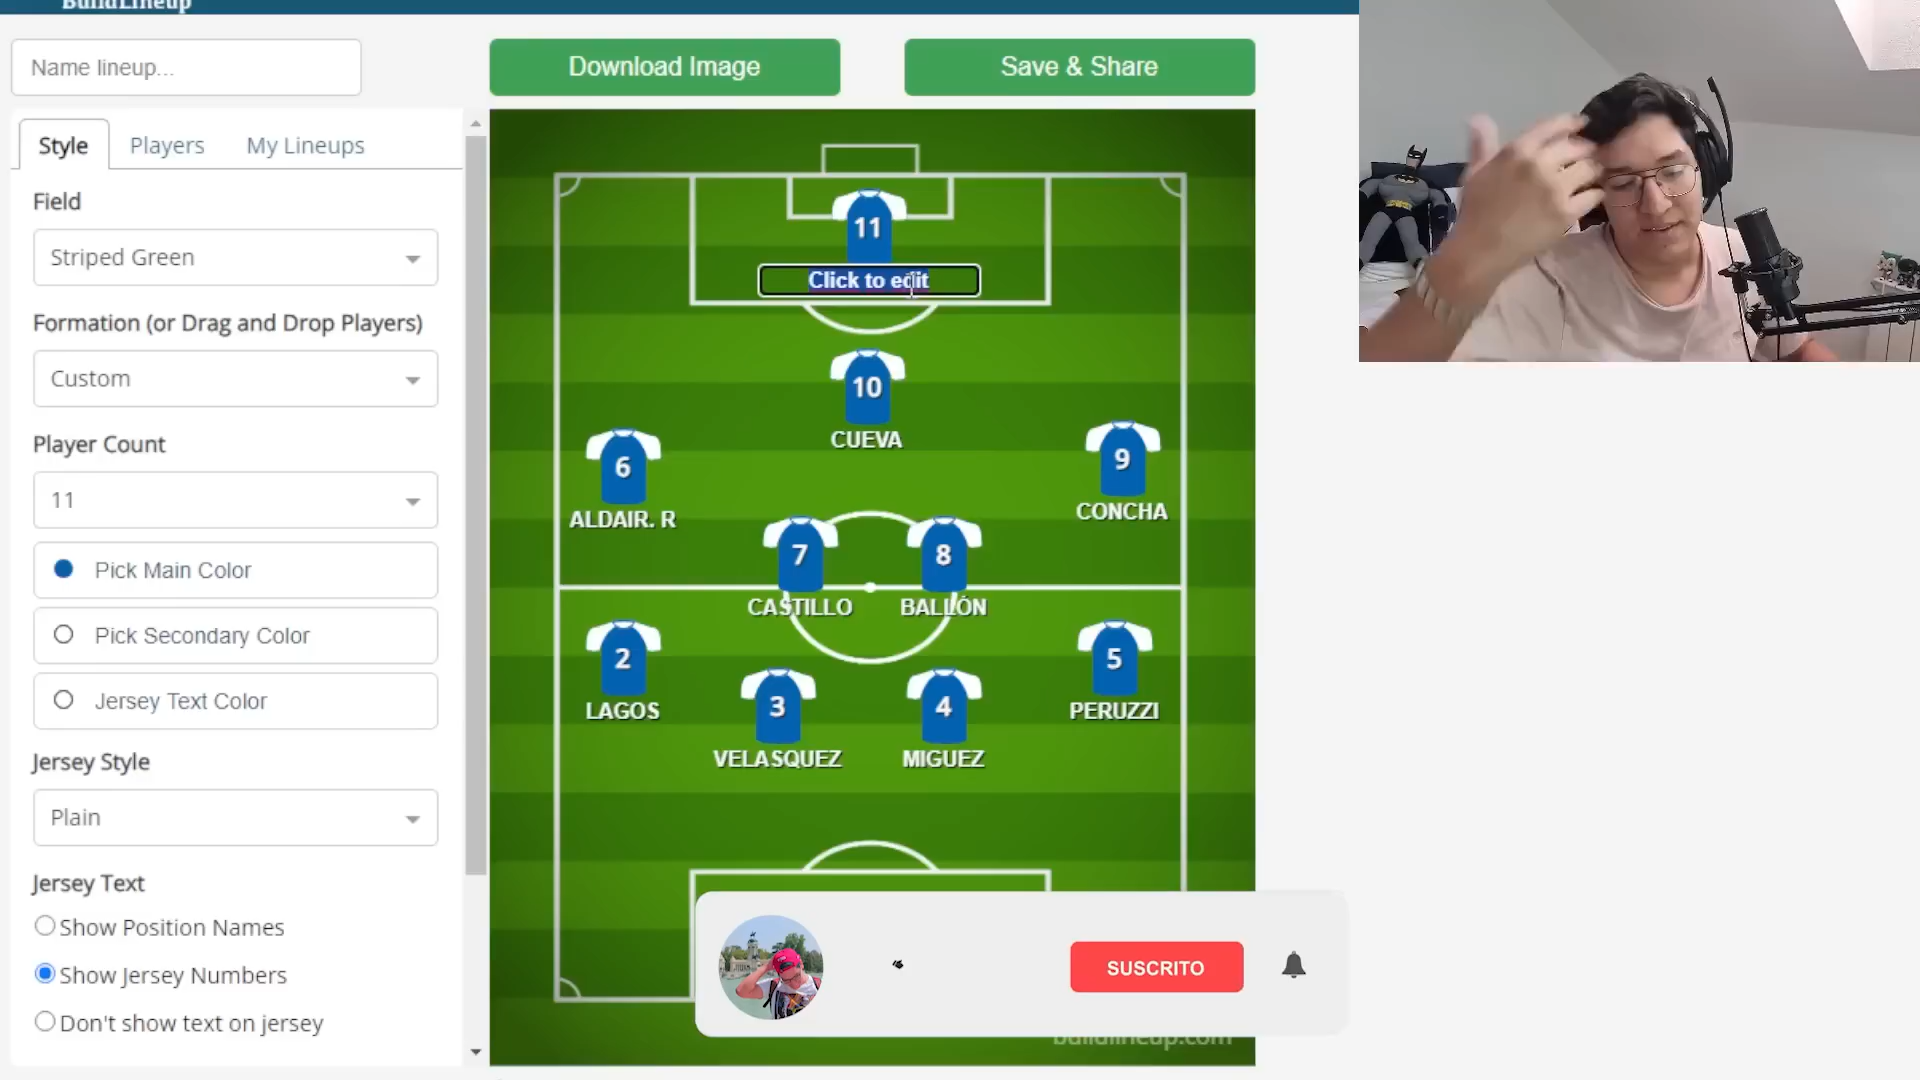 BuildLineup
Name lineup...
Download Image
Save & Share
Style
Players
My Lineups
Field
Striped Green
Formation (or Drag and Drop Players)
Custom
Player Count
11
Pick Main Color
Pick Secondary Color
Jersey Text Color
Jersey Style
Plain
Jersey Text
Show Position Names
Show Jersey Numbers
Don't show text on jersey
11
Click to edit
10
CUEVA
6
ALDAIR. R
9
CONCHA
7
CASTILLO
8
BALLÓN
2
LAGOS
5
PERUZZI
3
VELASQUEZ
4
MIGUEZ
SUSCRITO
buildlineup.com